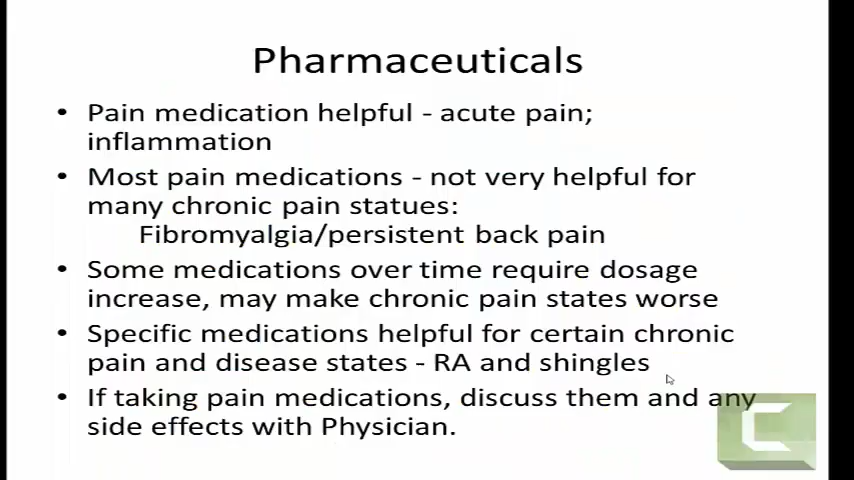 Pharmaceuticals
• Pain medication helpful - acute pain;
inflammation
• Most pain medications - not very helpful for
many chronic pain statues:
Fibromyalgia/persistent back pain
• Some medications over time require dosage
increase, may make chronic pain states worse
• Specific medications helpful for certain chronic
pain and disease states - RA and shingles
• If taking pain medications, discuss them and any
side effects with Physician.